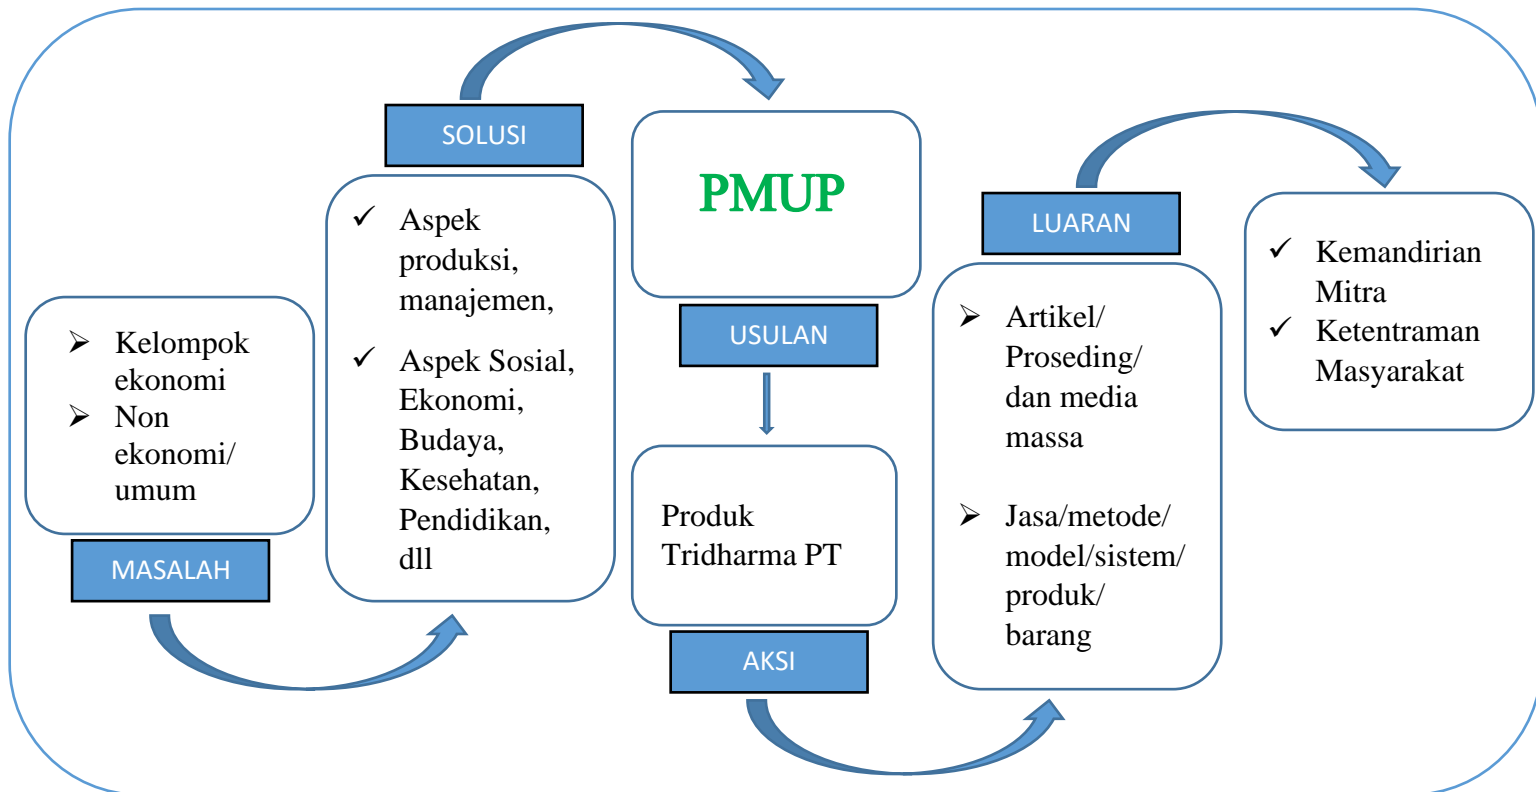 Kelompok
ekonomi
Non
ekonomi/
umum
MASALAH
SOLUSI
Aspek
produksi,
manajemen,
Aspek Sosial,
Ekonomi,
Budaya,
Kesehatan,
Pendidikan,
dll
PMUP
USULAN
Produk
Tridharma PT
AKSI
LUARAN
Artikel/
Proseding/
dan media
massa
Jasa/metode/
model/sistem/
produk/
barang
Kemandirian
Mitra
Ketentraman
Masyarakat